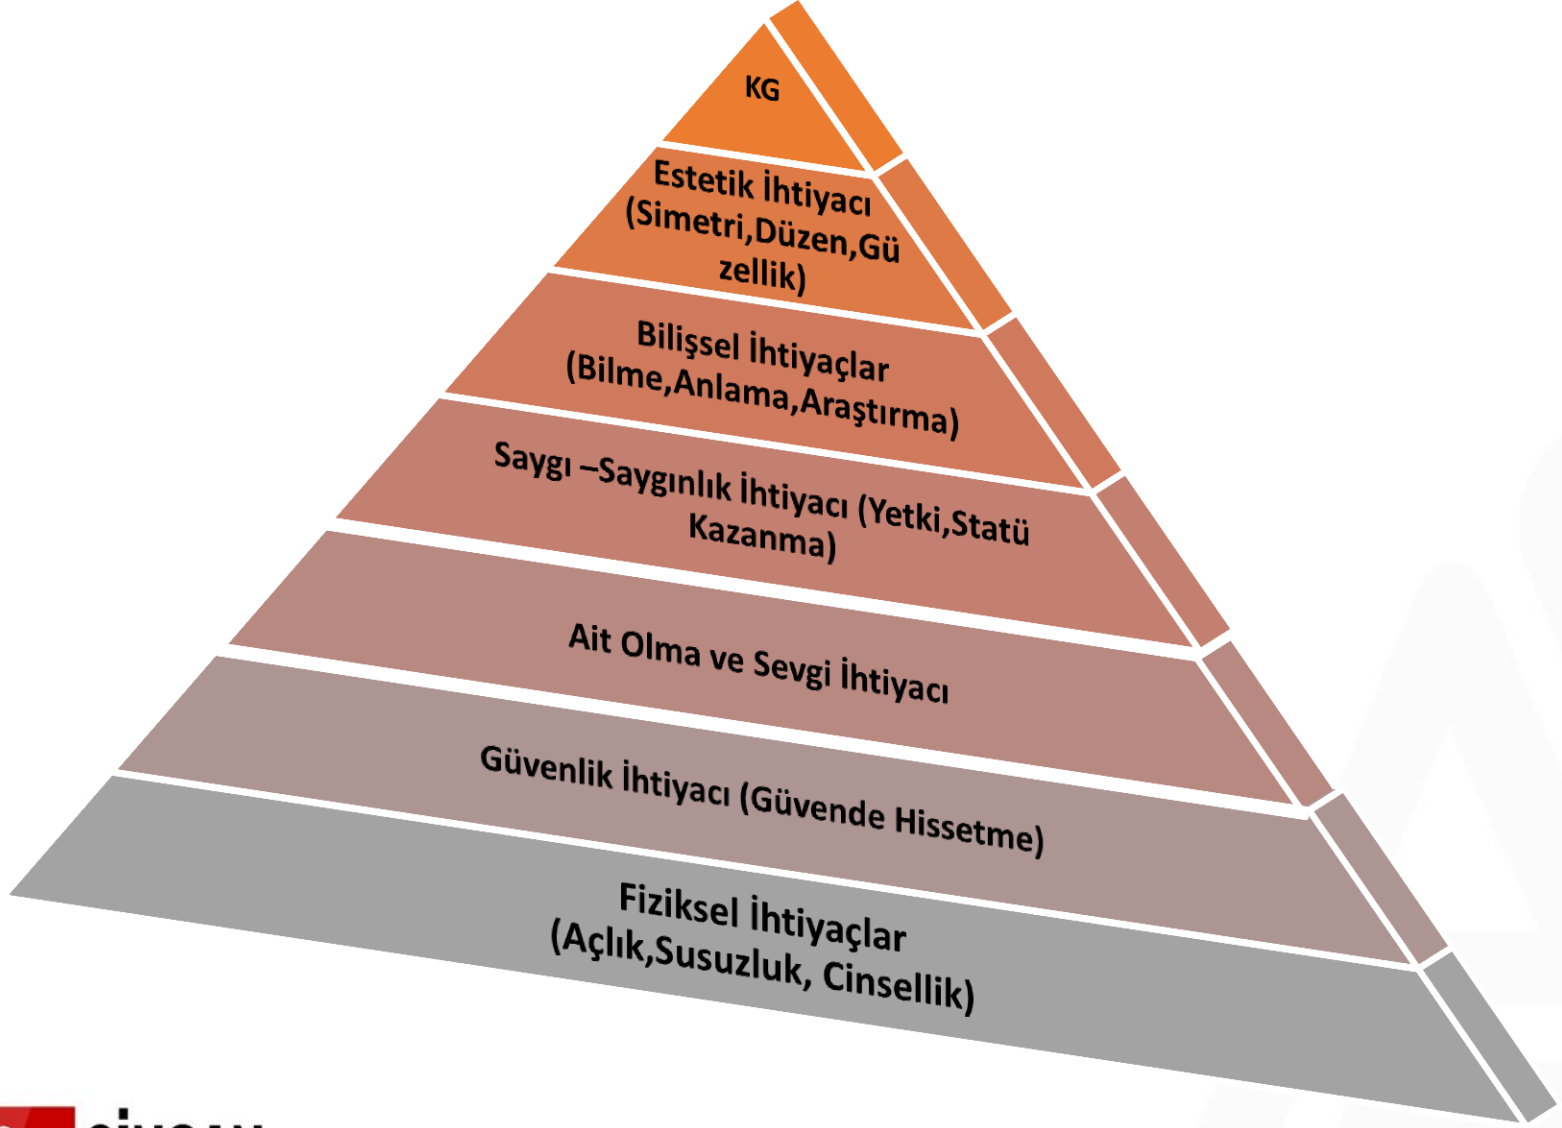 KG
Estetik İhtiyacı
(Simetri,Düzen,Gü
zellik)
Bilişsel İhtiyaçlar
(Bilme,Anlama,Araştırma)
Saygı –Saygınlık İhtiyacı (Yetki,Statü
Kazanma)
Ait Olma ve Sevgi İhtiyacı
Güvenlik İhtiyacı (Güvende Hissetme)
Fiziksel İhtiyaçlar
(Açlık,Susuzluk, Cinsellik)